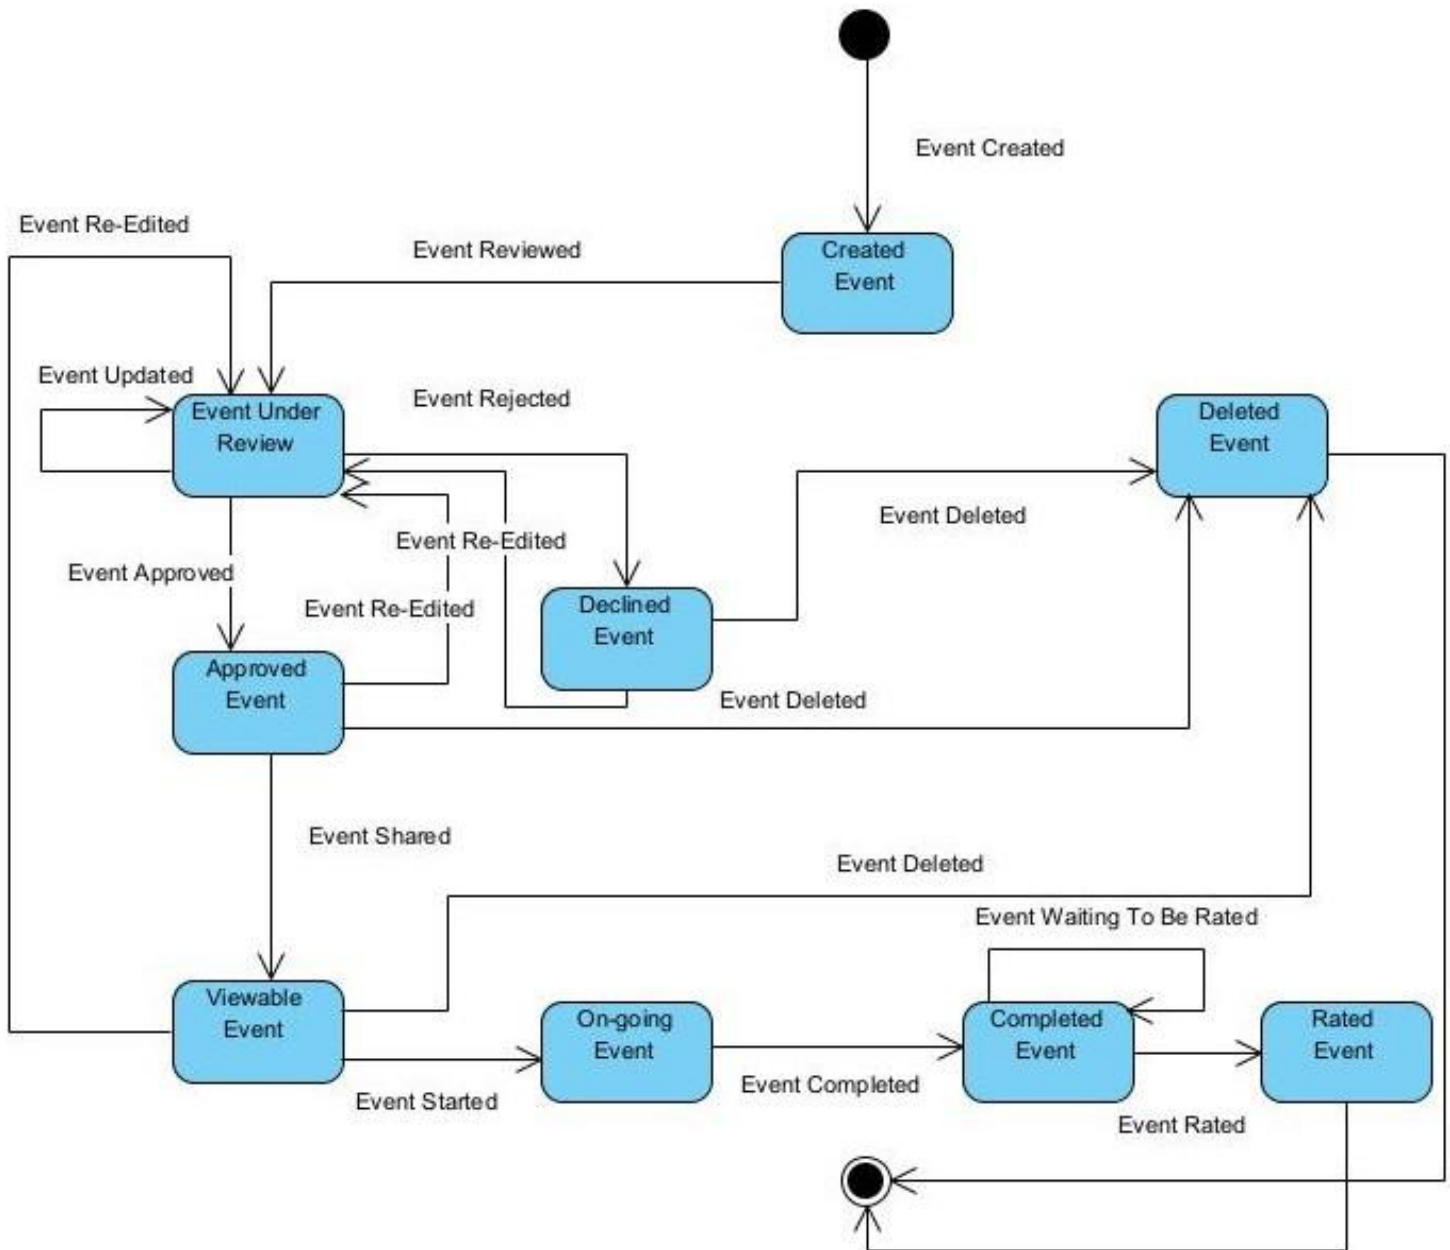 Event Created
Event Re-Edited
Event Reviewed
Created
Event
Event Updated
Event Rejected
Event Under
Review
Deleted
Event
Event Deleted
Event Re-Edited
Event Approved
Event Re-Edited
Declined
Event
Approved
Event
Event Deleted
Event Shared
Event Deleted
Event Waiting To Be Rated
Viewable
Event
On-going
Event
Completed
Event
Rated
Event
Event Started
Event Completed
Event Rated